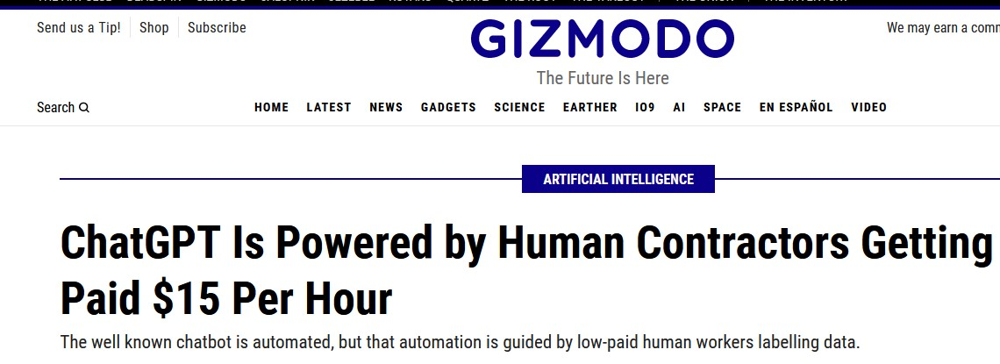 Send us a Tip! Shop Subscribe
GIZMODO
We may earn a
The Future Is Here
Search
HOME LATEST NEWS GADGETS SCIENCE EARTHER IO9 AI SPACE EN ESPAÑOL VIDEO
ARTIFICIAL INTELLIGENCE
ChatGPT Is Powered by Human Contractors Getting
Paid $15 Per Hour
The well known chatbot is automated, but that automation is guided by low-paid human workers labelling data.